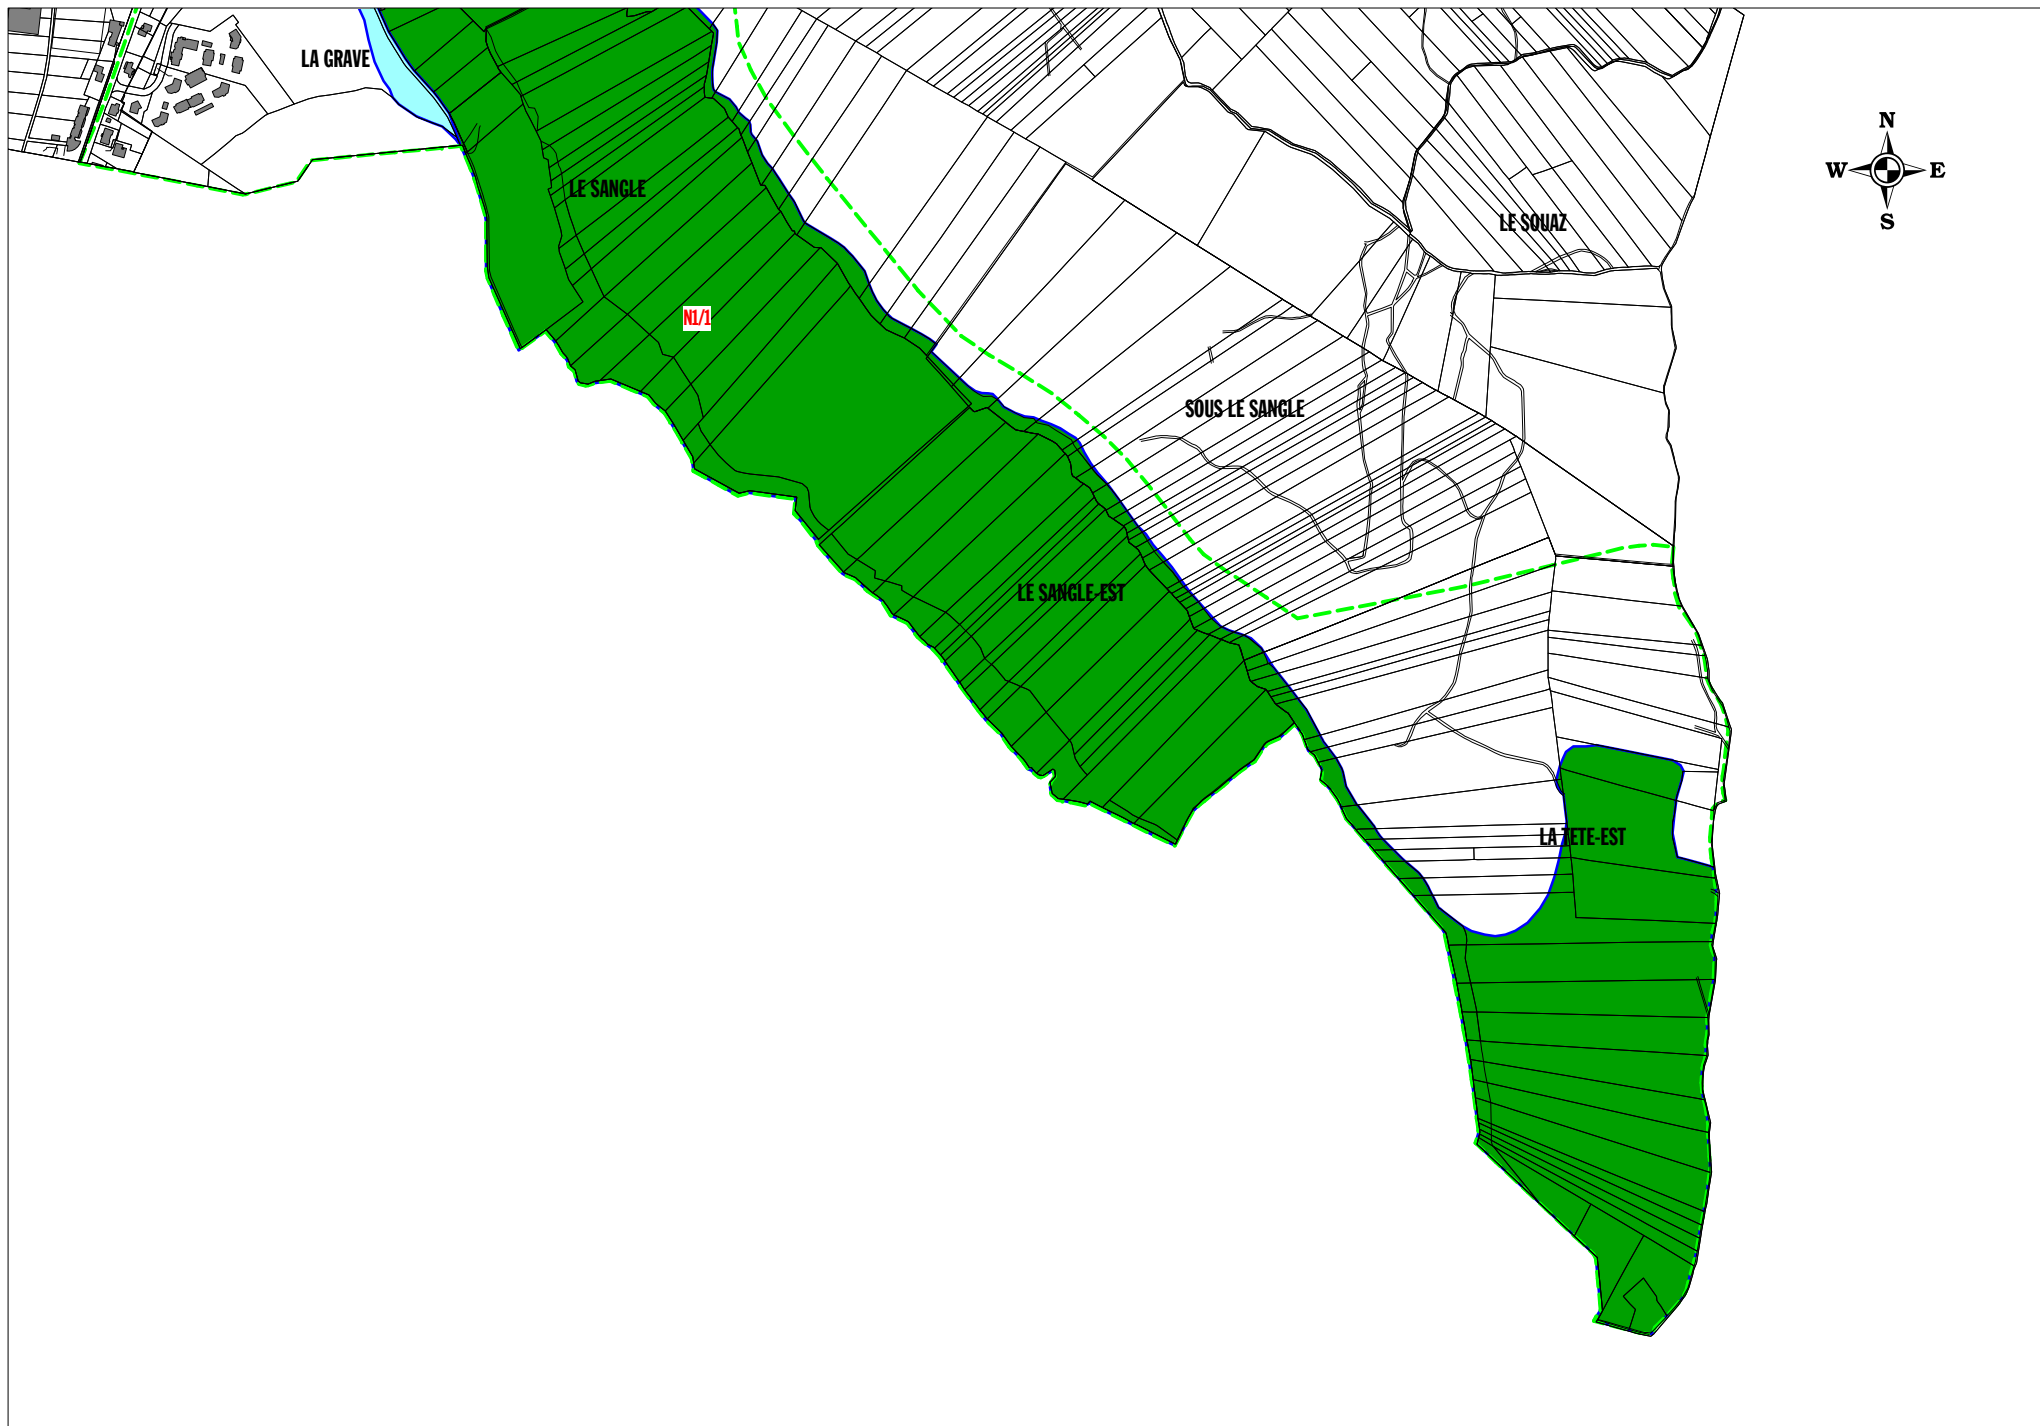 LA GRAVE
N
W E
S
LE SANGLE
LE SOUAZ
N1/1
SOUS LE SANGLE
LE SANGLE-EST
LA TETE-EST